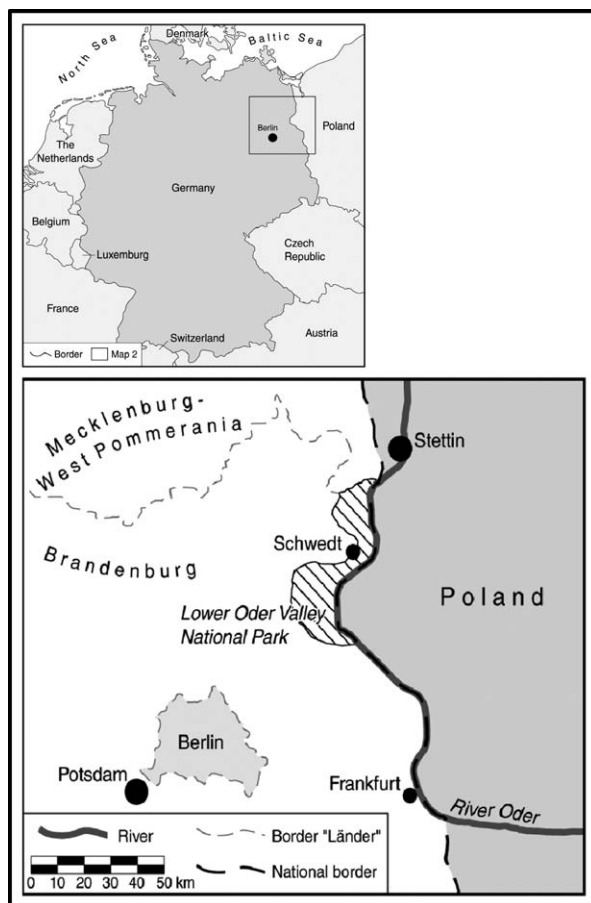 North Sea
Denmark
Baltic Sea
Berlin
Poland
The
Netherlands
Germany
Belgium
Luxemburg
Czech
Republic
France
Switzerland
Austria
Border
Map 2
Mecklenburg-
West Pommerania
Stettin
Schwedt
Brandenburg
Poland
Lower Oder Valley
National Park
Berlin
Potsdam
Frankfurt
River Oder
River
Border "Länder"
National border
0 10 20 30 40 50 km